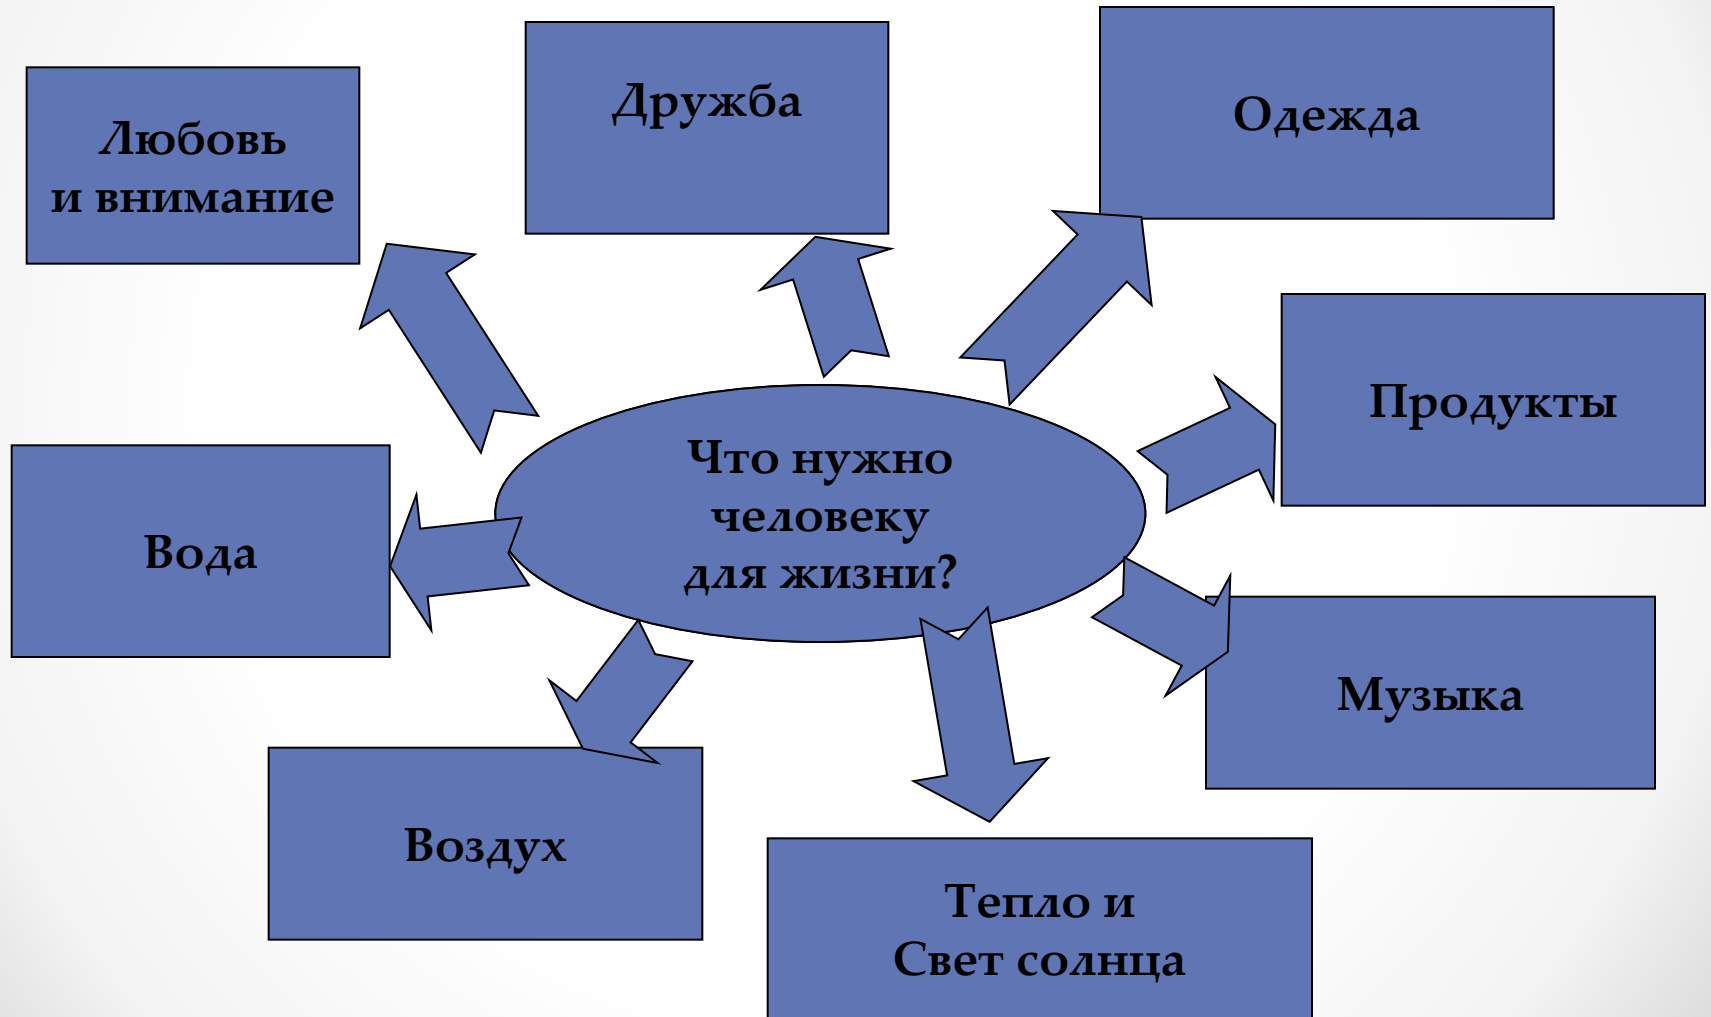 Дружба
Одежда
Любовь
и внимание
Продукты
Что нужно
человеку
для жизни?
Вода
Музыка
Воздух
Тепло и
Свет солнца